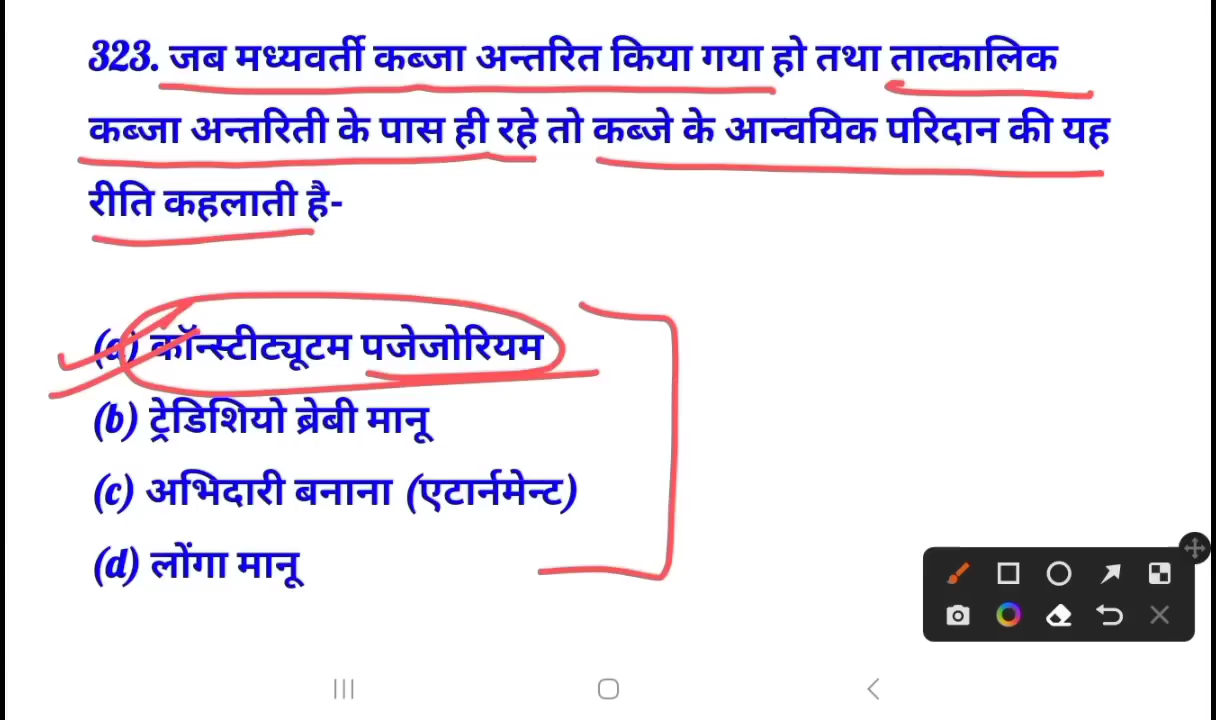 323. जब मध्यवर्ती कब्जा अन्तरित किया गया हो तथा तात्कालिक
कब्जा अन्तरिती के पास ही रहे तो कब्जे के आन्वयिक परिदान की यह
रीति कहलाती है-
(a) कॉन्स्टीट्यूटम पजेजोरियम
(b) ट्रेडिशियो ब्रेबी मानू
(c) अभिदारी बनाना (एटार्नमेन्ट)
(d) लोंगा मानू